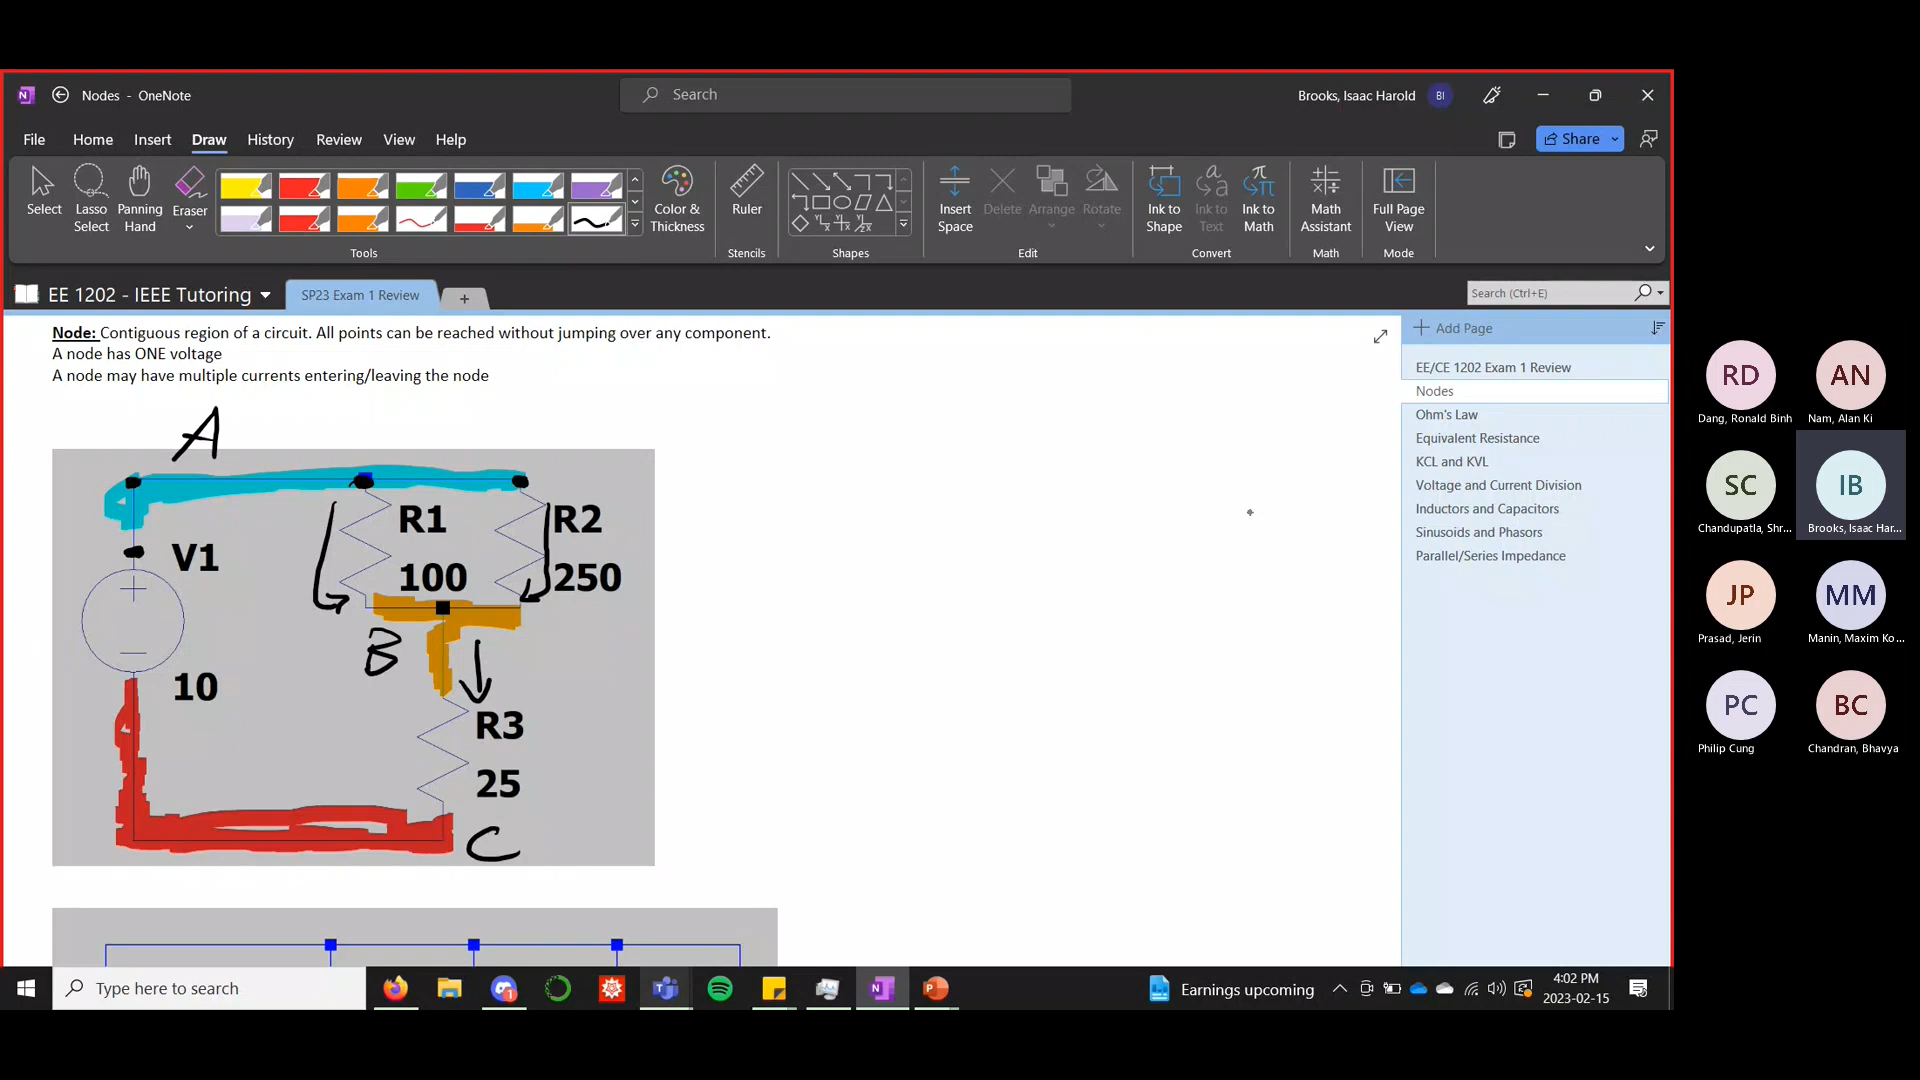 Nodes - OneNote
Search
Brooks, Isaac Harold
BI
File Home Insert Draw History Review View Help
Share
Select
Lasso Select
Panning Hand
Eraser
Color & Thickness
Ruler
Insert Space
Delete
Arrange
Rotate
Ink to Shape
Ink to Text
Ink to Math
Math Assistant
Full Page View
Tools Stencils Shapes Edit Convert Math Mode
EE 1202 - IEEE Tutoring
SP23 Exam 1 Review
Search (Ctrl+E)
Node: Contiguous region of a circuit. All points can be reached without jumping over any component.
A node has ONE voltage
A node may have multiple currents entering/leaving the node
A
R1
R2
V1
100
250
B
10
R3
25
C
Add Page
EE/CE 1202 Exam 1 Review
Nodes
Ohm's Law
Equivalent Resistance
KCL and KVL
Voltage and Current Division
Inductors and Capacitors
Sinusoids and Phasors
Parallel/Series Impedance
RD
AN
Dang, Ronald Binh
Nam, Alan Ki
SC
IB
Chandupatla, Shr...
Brooks, Isaac Har...
JP
MM
Prasad, Jerin
Manin, Maxim Ko...
PC
BC
Philip Cung
Chandran, Bhavya
Type here to search
Earnings upcoming
4:02 PM
2023-02-15